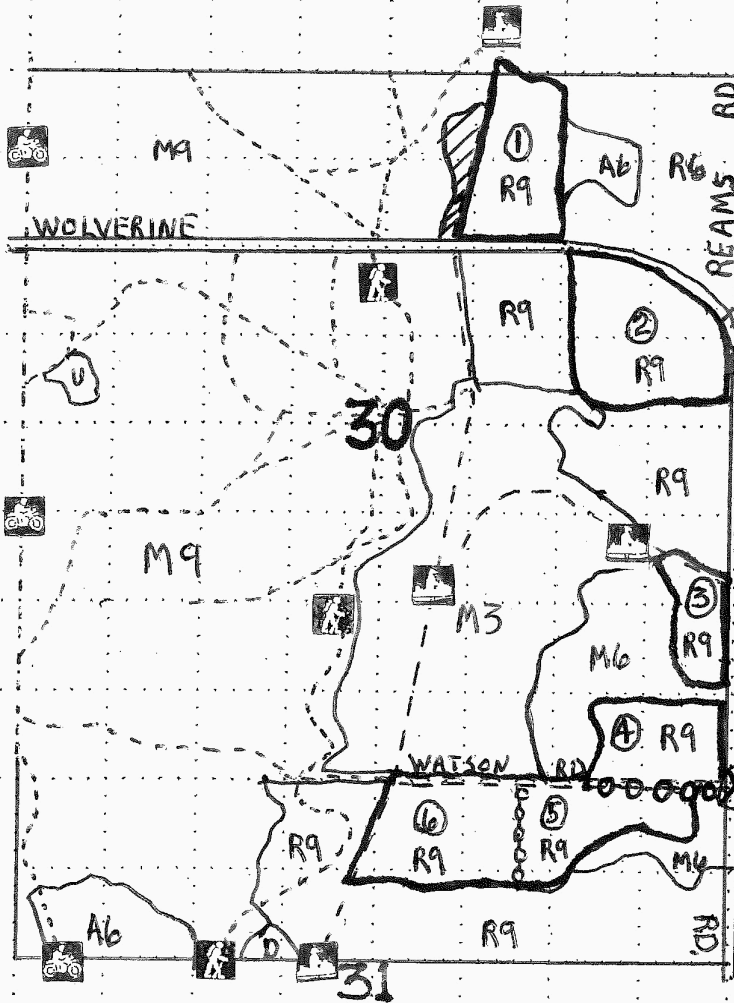 M9
①
R9
A6
R6
REAMS RD
WOLVERINE
R9
②
R9
U
30
R9
M9
M3
③
R9
M6
④
R9
WATSON RD
⑥
R9
⑤
R9
R9
M6
A6
D
R9
RD.
31